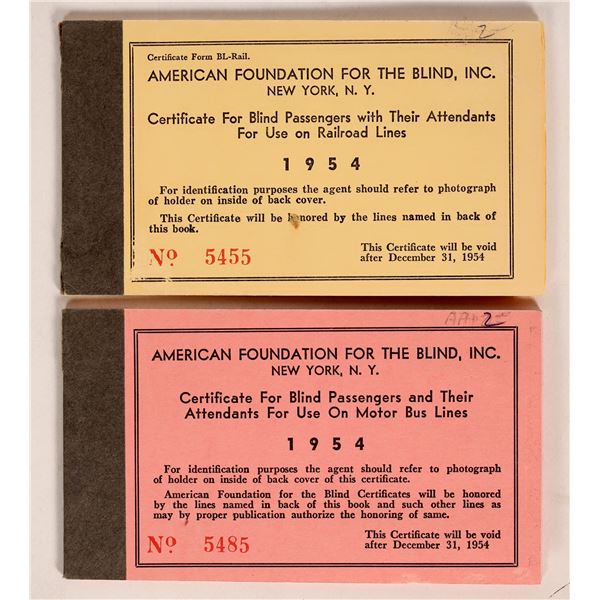 2
Certificate Form BL-Rail.
AMERICAN FOUNDATION FOR THE BLIND, INC.
NEW YORK, N. Y.
Certificate For Blind Passengers with Their Attendants
For Use on Railroad Lines
1954
For identification purposes the agent should refer to photograph
of holder on inside of back cover.
This Certificate will be honored by the lines named in back of
this book.
This Certificate will be void
Nº 5455
after December 31, 1954
2
AMERICAN FOUNDATION FOR THE BLIND, INC.
NEW YORK, N. Y.
Certificate For Blind Passengers and Their
Attendants For Use On Motor Bus Lines
1954
For identification purposes the agent should refer to photograph
of holder on inside of back cover of this certificate.
American Foundation for the Blind Certificates will be honored
by the lines named in back of this book and such other lines as
may by proper publication authorize the honoring of same.
This Certificate will be void
Nº 5485
after December 31, 1954